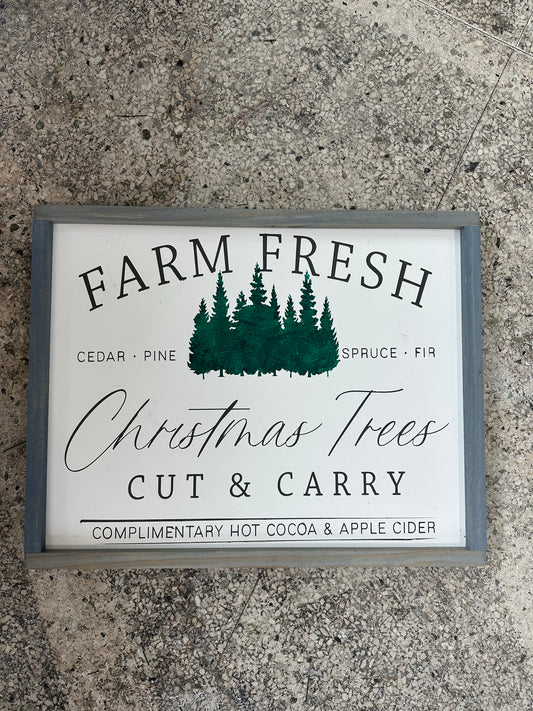 FARM FRESH
CEDAR · PINE SPRUCE · FIR
Christmas Trees
CUT & CARRY
COMPLIMENTARY HOT COCOA & APPLE CIDER